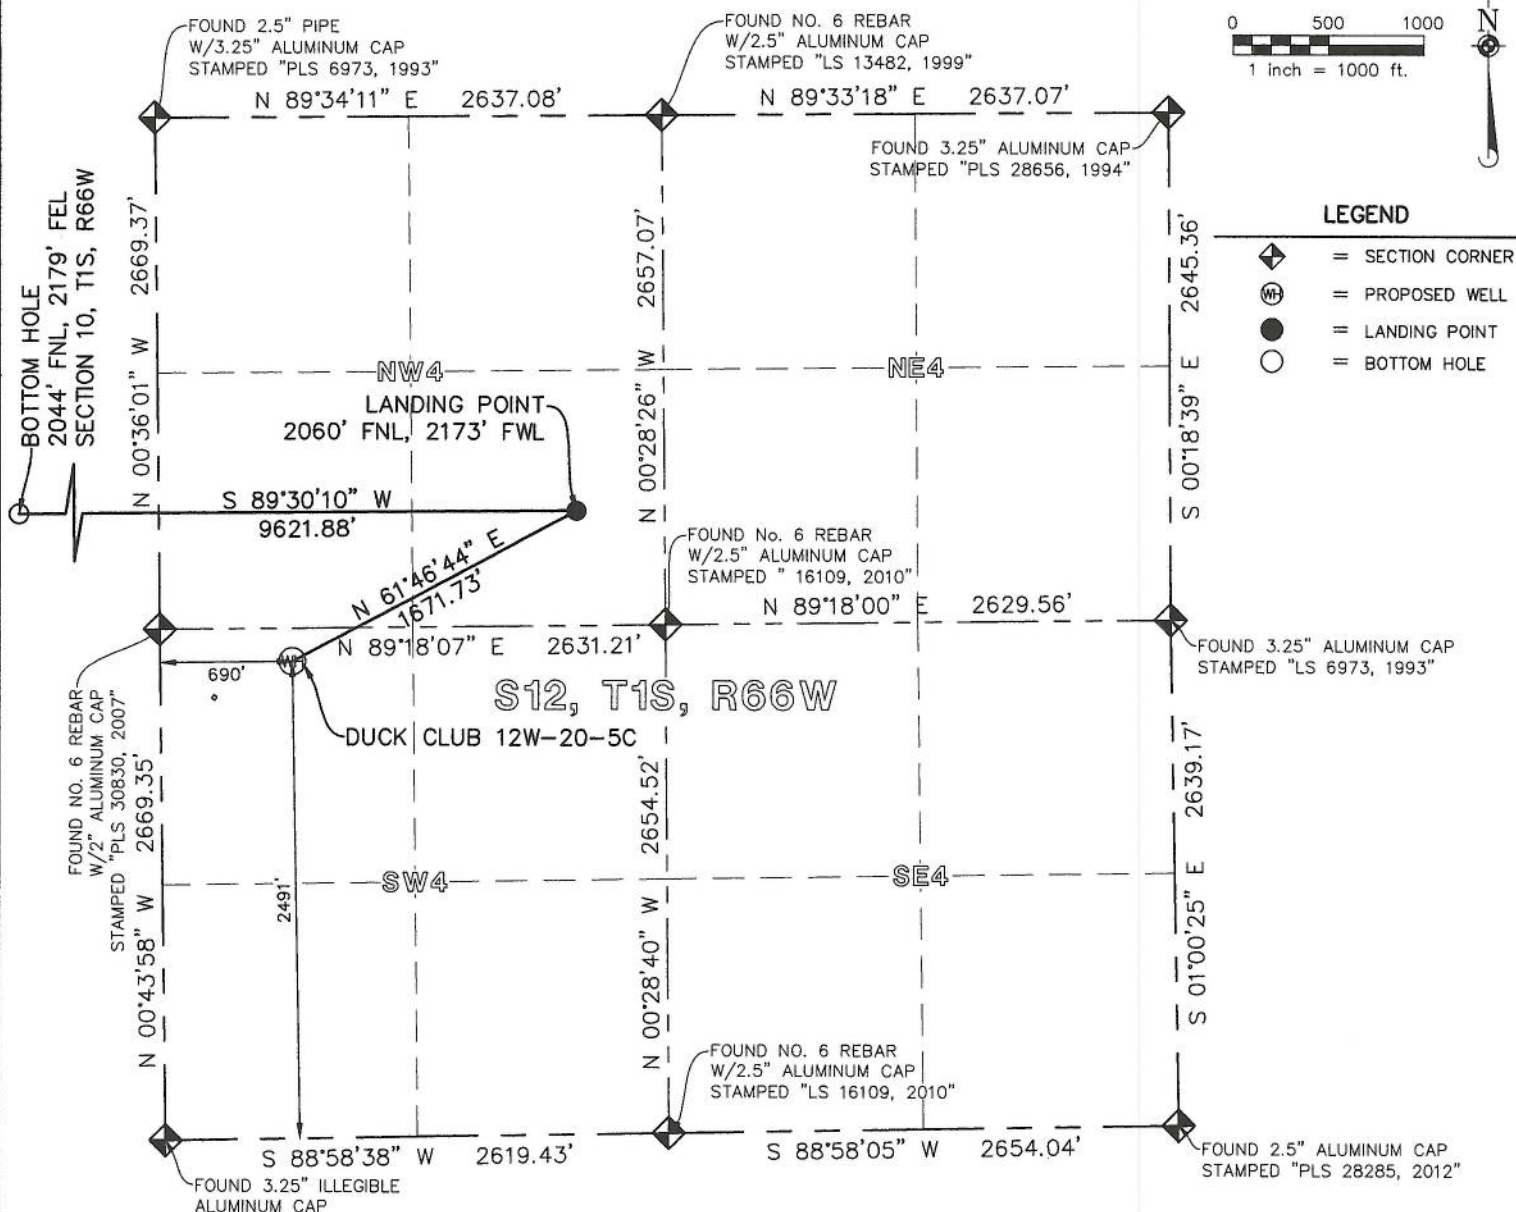 FOUND 2.5" PIPE
W/3.25" ALUMINUM CAP
STAMPED "PLS 6973, 1993"
FOUND NO. 6 REBAR
W/2.5" ALUMINUM CAP
STAMPED "LS 13482, 1999"
0 500 1000
1 inch = 1000 ft.
N
N 89°34'11" E 2637.08'
N 89°33'18" E 2637.07'
FOUND 3.25" ALUMINUM CAP
STAMPED "PLS 28656, 1994"
BOTTOM HOLE
2044' FNL, 2179' FEL
SECTION 10, T1S, R66W
N 00°36'01" W 2669.37'
N 00°28'26" W 2657.07'
S 00°18'39" E 2645.36'
LEGEND
= SECTION CORNER
WH = PROPOSED WELL
= LANDING POINT
= BOTTOM HOLE
NW4
NE4
LANDING POINT
2060' FNL, 2173' FWL
S 89°30'10" W
9621.88'
N 61°46'44" E
1671.73'
FOUND No. 6 REBAR
W/2.5" ALUMINUM CAP
STAMPED " 16109, 2010"
N 89°18'00" E 2629.56'
N 89°18'07" E 2631.21'
FOUND 3.25" ALUMINUM CAP
STAMPED "LS 6973, 1993"
WH
690'
S12, T1S, R66W
DUCK CLUB 12W-20-5C
FOUND NO. 6 REBAR
W/2" ALUMINUM CAP
STAMPED "PLS 30830, 2007"
N 00°43'58" W 2669.35'
2491'
N 00°28'40" W 2654.52'
S 01°00'25" E 2639.17'
SW4
SE4
FOUND NO. 6 REBAR
W/2.5" ALUMINUM CAP
STAMPED "LS 16109, 2010"
S 88°58'38" W 2619.43'
S 88°58'05" W 2654.04'
FOUND 3.25" ILLEGIBLE
ALUMINUM CAP
FOUND 2.5" ALUMINUM CAP
STAMPED "PLS 28285, 2012"